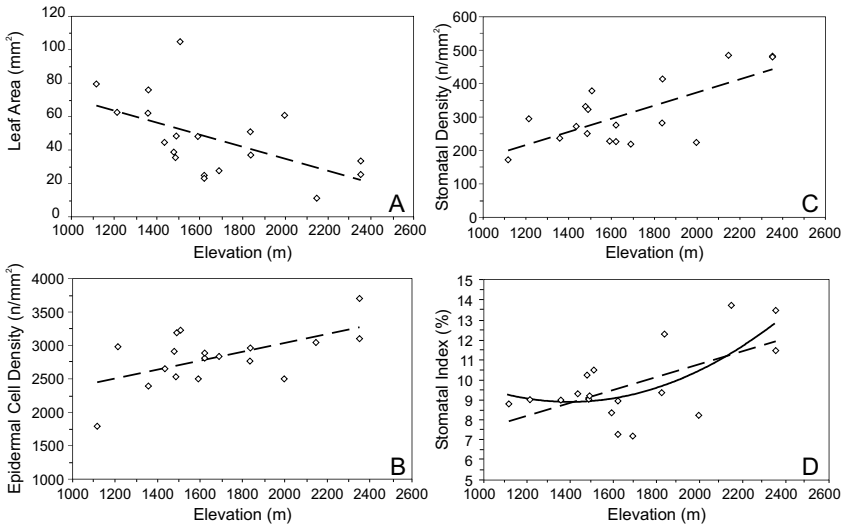 120
100
80
60
40
20
0
Leaf Area (mm²)
1000 1200 1400 1600 1800 2000 2200 2400
Elevation (m)
A
600
500
400
300
200
100
0
Stomatal Density (n/mm²)
1000 1200 1400 1600 1800 2000 2200 2400 2600
Elevation (m)
C
4000
3500
3000
2500
2000
1500
1000
Epidermal Cell Density (n/mm²)
1000 1200 1400 1600 1800 2000 2200 2400 2600
Elevation (m)
B
15
14
13
12
11
10
9
8
7
6
5
Stomatal Index (%)
1000 1200 1400 1600 1800 2000 2200 2400 2600
Elevation (m)
D